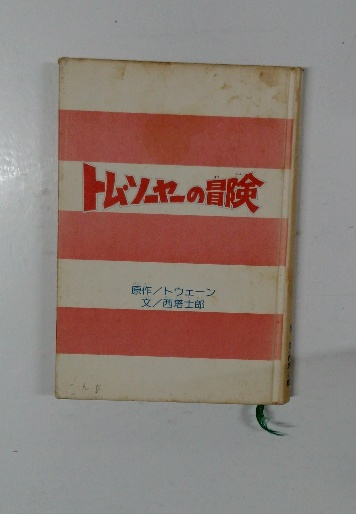 トム・ソーヤーの冒険
原作／トウェーン
文／西塔士郎